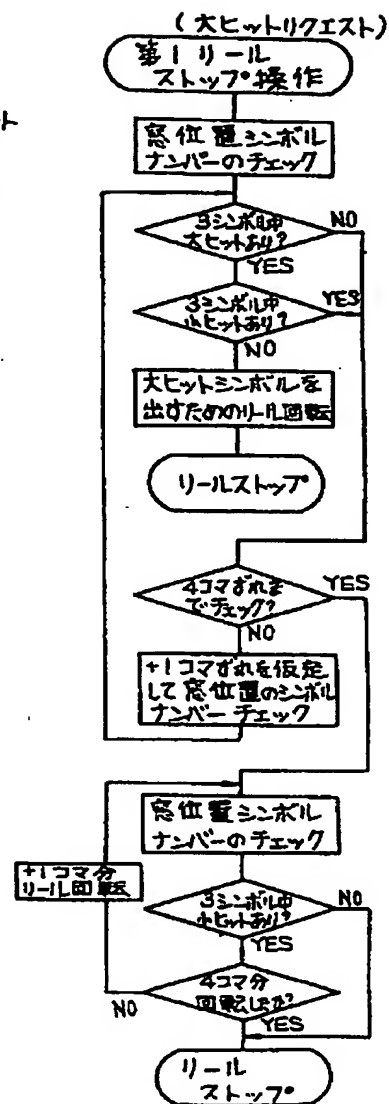 (大ヒットリクエスト)
第1リール
ストップ操作
ト
窓位置シンボル
ナンバーのチェック
3シンボル中
大ヒットあり?
NO
YES
3シンボル中
小ヒットあり?
YES
NO
大ヒットシンボルを
出すためのリール回転
リールストップ
4コマずれま
でチェック?
YES
NO
+1コマずれを仮定
して窓位置のシンボル
ナンバーチェック
窓位置シンボル
ナンバーのチェック
+1コマ分
リール回転
3シンボル中
小ヒットあり?
NO
YES
4コマ分
回転したか?
NO
YES
リール
ストップ